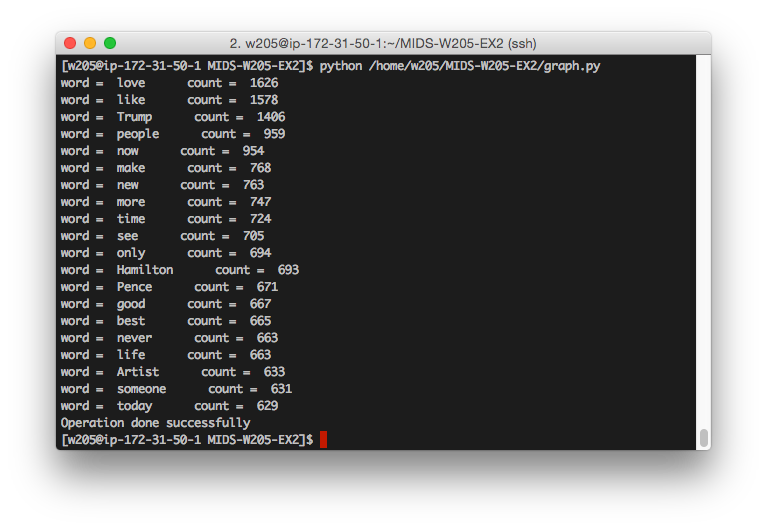 2. w205@ip-172-31-50-1:~/MIDS-W205-EX2 (ssh)
[w205@ip-172-31-50-1 MIDS-W205-EX2]$ python /home/w205/MIDS-W205-EX2/graph.py
word =  love      count =  1626
word =  like      count =  1578
word =  Trump      count =  1406
word =  people      count =  959
word =  now      count =  954
word =  make      count =  768
word =  new      count =  763
word =  more      count =  747
word =  time      count =  724
word =  see      count =  705
word =  only      count =  694
word =  Hamilton      count =  693
word =  Pence      count =  671
word =  good      count =  667
word =  best      count =  665
word =  never      count =  663
word =  life      count =  663
word =  Artist      count =  633
word =  someone      count =  631
word =  today      count =  629
Operation done successfully
[w205@ip-172-31-50-1 MIDS-W205-EX2]$